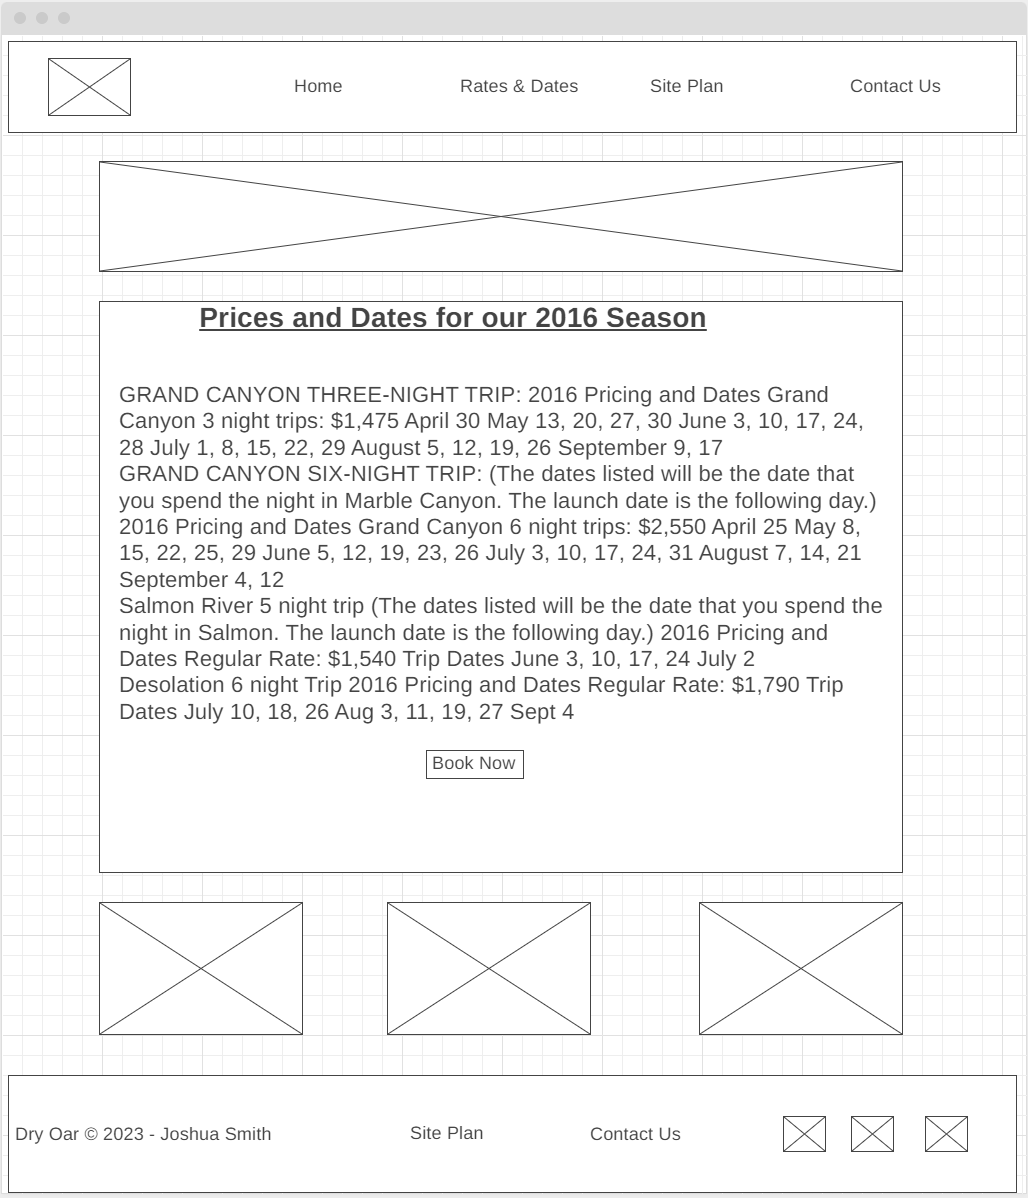 Home Rates & Dates Site Plan Contact Us
Prices and Dates for our 2016 Season
GRAND CANYON THREE-NIGHT TRIP: 2016 Pricing and Dates Grand
Canyon 3 night trips: $1,475 April 30 May 13, 20, 27, 30 June 3, 10, 17, 24,
28 July 1, 8, 15, 22, 29 August 5, 12, 19, 26 September 9, 17
GRAND CANYON SIX-NIGHT TRIP: (The dates listed will be the date that
you spend the night in Marble Canyon. The launch date is the following day.)
2016 Pricing and Dates Grand Canyon 6 night trips: $2,550 April 25 May 8,
15, 22, 25, 29 June 5, 12, 19, 23, 26 July 3, 10, 17, 24, 31 August 7, 14, 21
September 4, 12
Salmon River 5 night trip (The dates listed will be the date that you spend the
night in Salmon. The launch date is the following day.) 2016 Pricing and
Dates Regular Rate: $1,540 Trip Dates June 3, 10, 17, 24 July 2
Desolation 6 night Trip 2016 Pricing and Dates Regular Rate: $1,790 Trip
Dates July 10, 18, 26 Aug 3, 11, 19, 27 Sept 4
Book Now
Dry Oar © 2023 - Joshua Smith Site Plan Contact Us